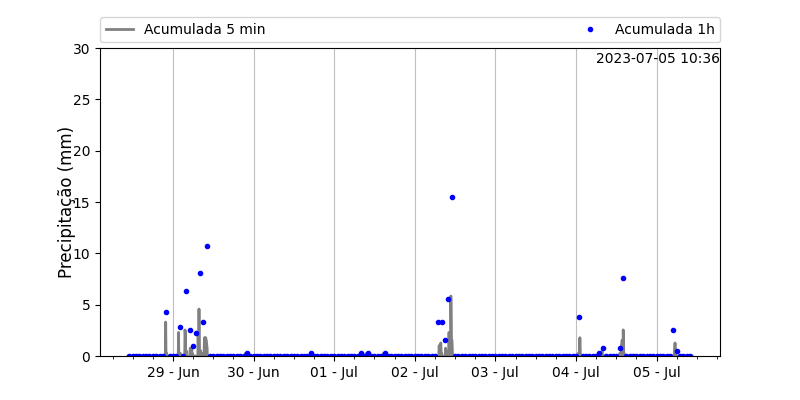 Acumulada 5 min
Acumulada 1h
2023-07-05 10:36
Precipitação (mm)
30
25
20
15
10
5
0
29 - Jun
30 - Jun
01 - Jul
02 - Jul
03 - Jul
04 - Jul
05 - Jul